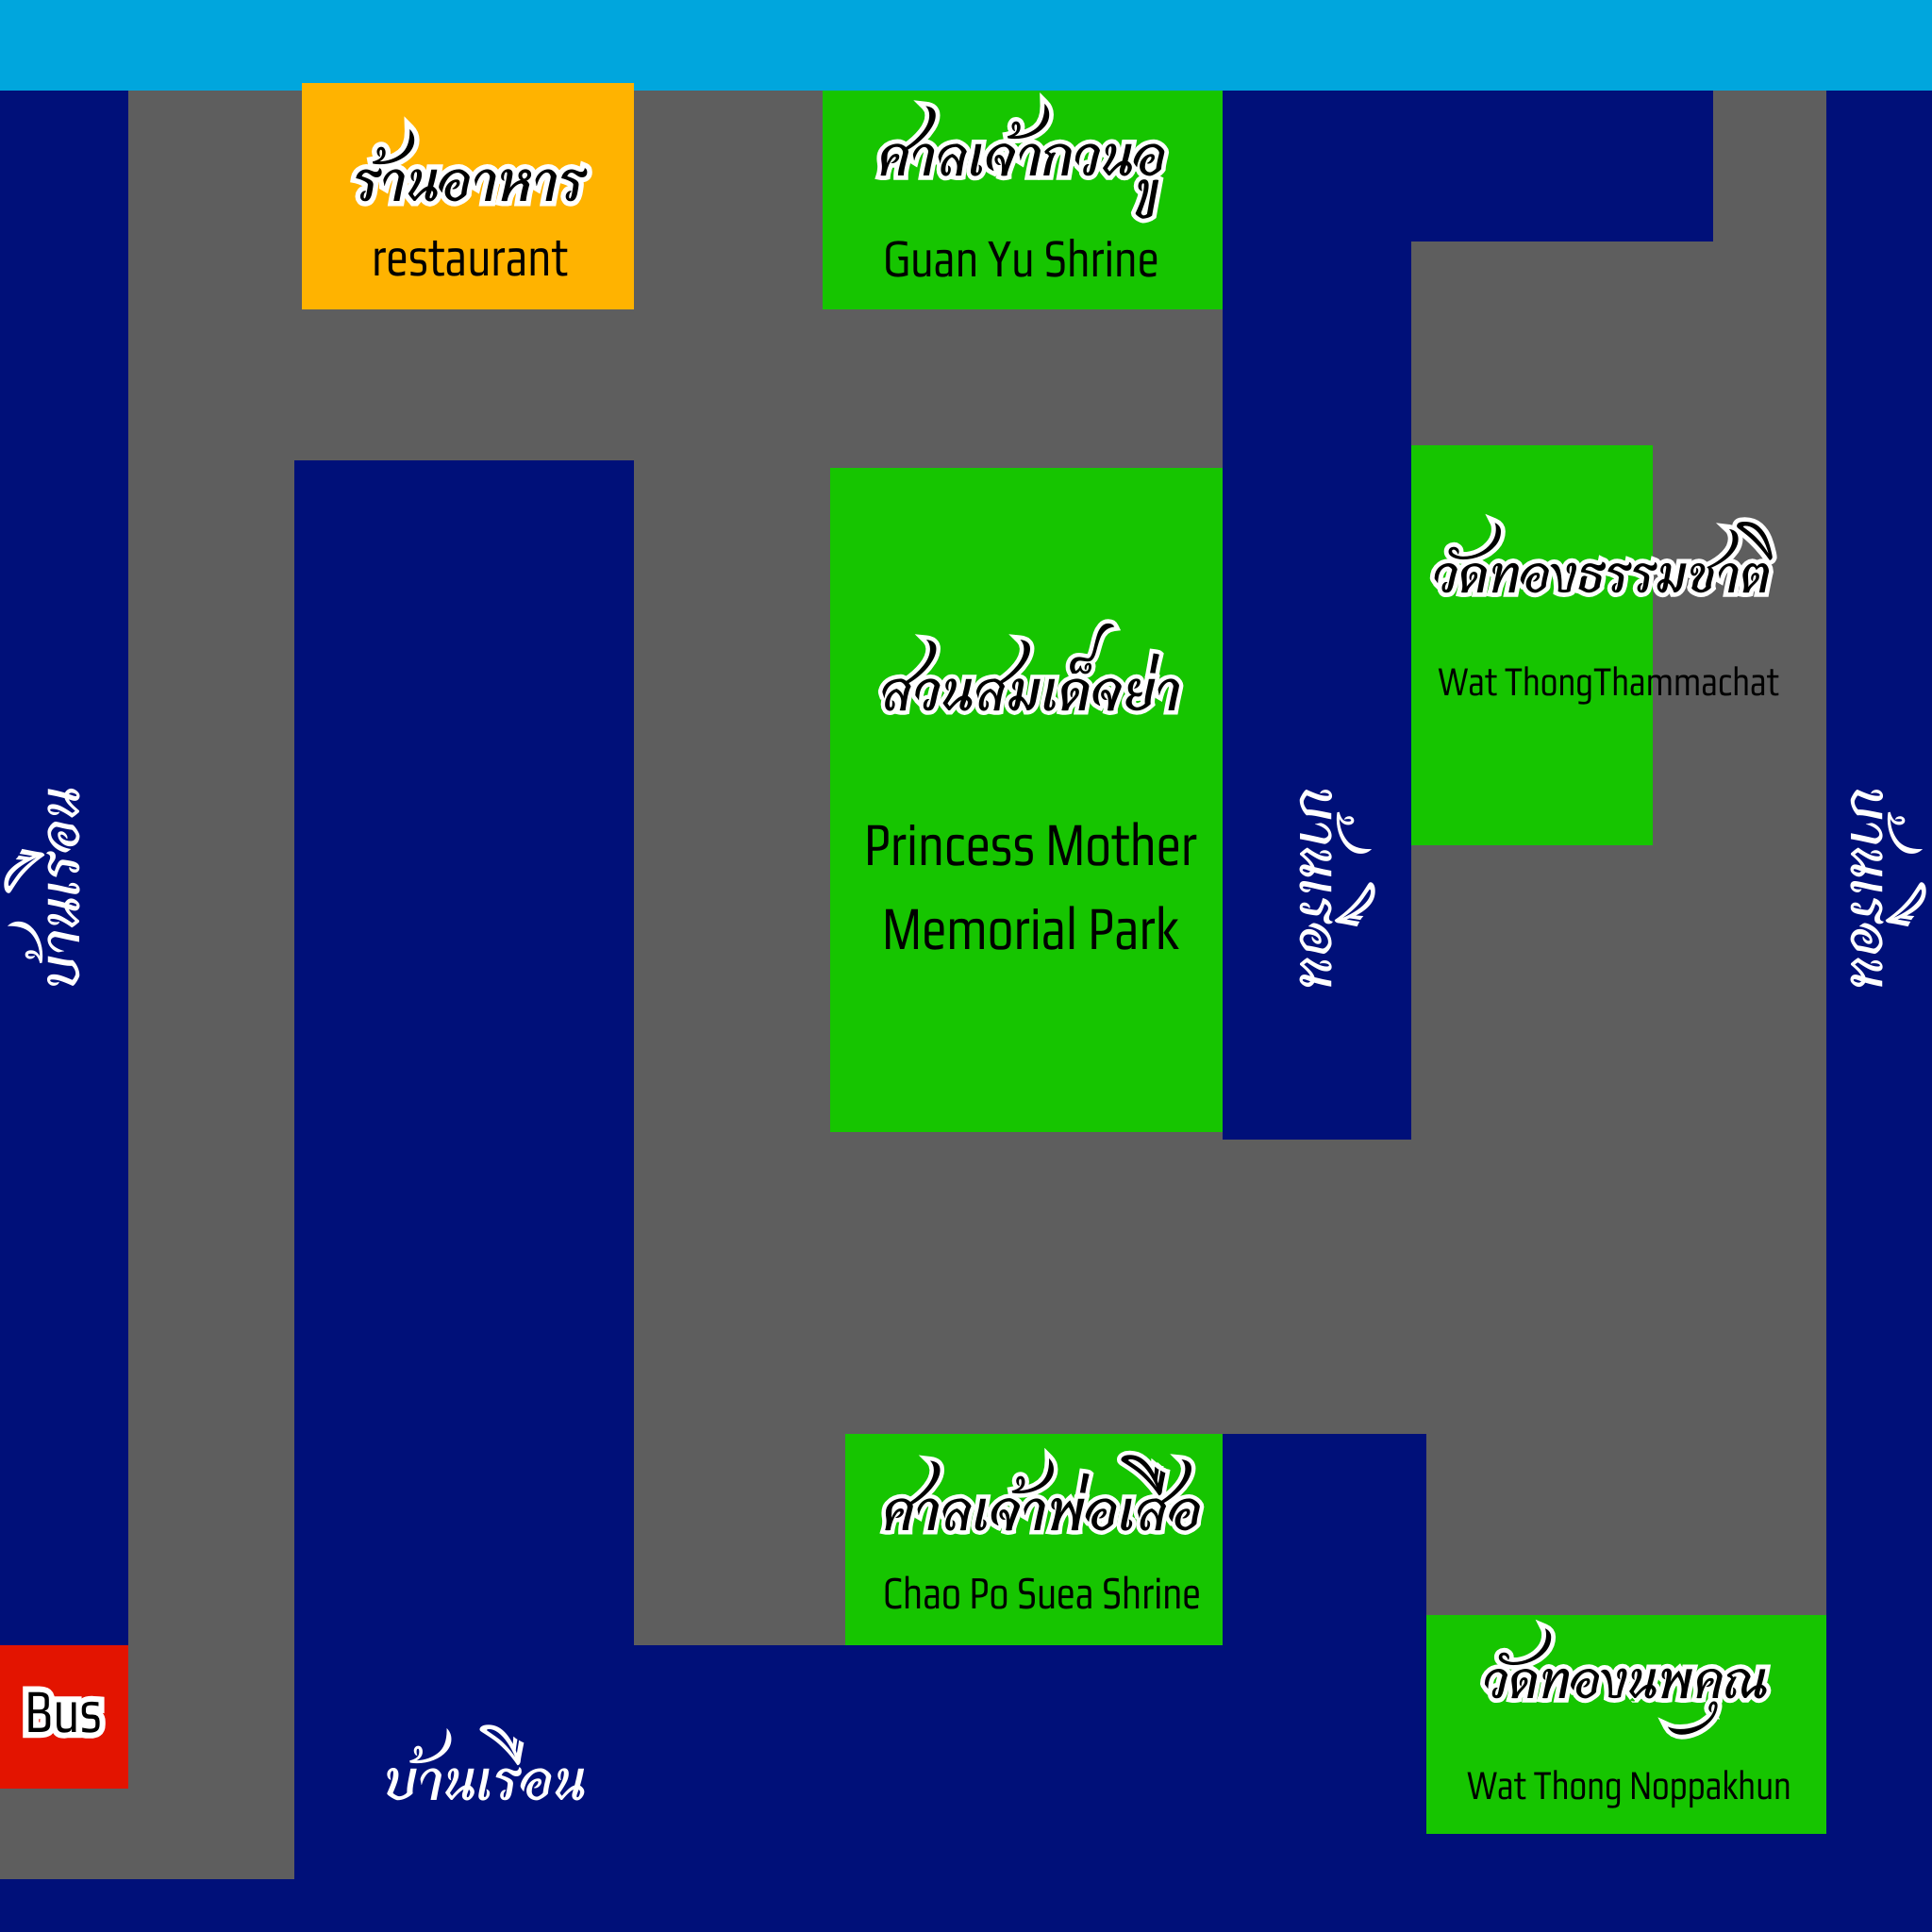 ร้านอาหาร
restaurant
ศาลเจ้ากวนอู
Guan Yu Shrine
สวนสมเด็จย่า
Princess Mother
Memorial Park
วัดทองธรรมชาติ
Wat ThongThammachat
บ้านเรือน
บ้านเรือน
บ้านเรือน
ศาลเจ้าพ่อเสือ
Chao Po Suea Shrine
Bus
บ้านเรือน
วัดทองนพคุณ
Wat Thong Noppakhun